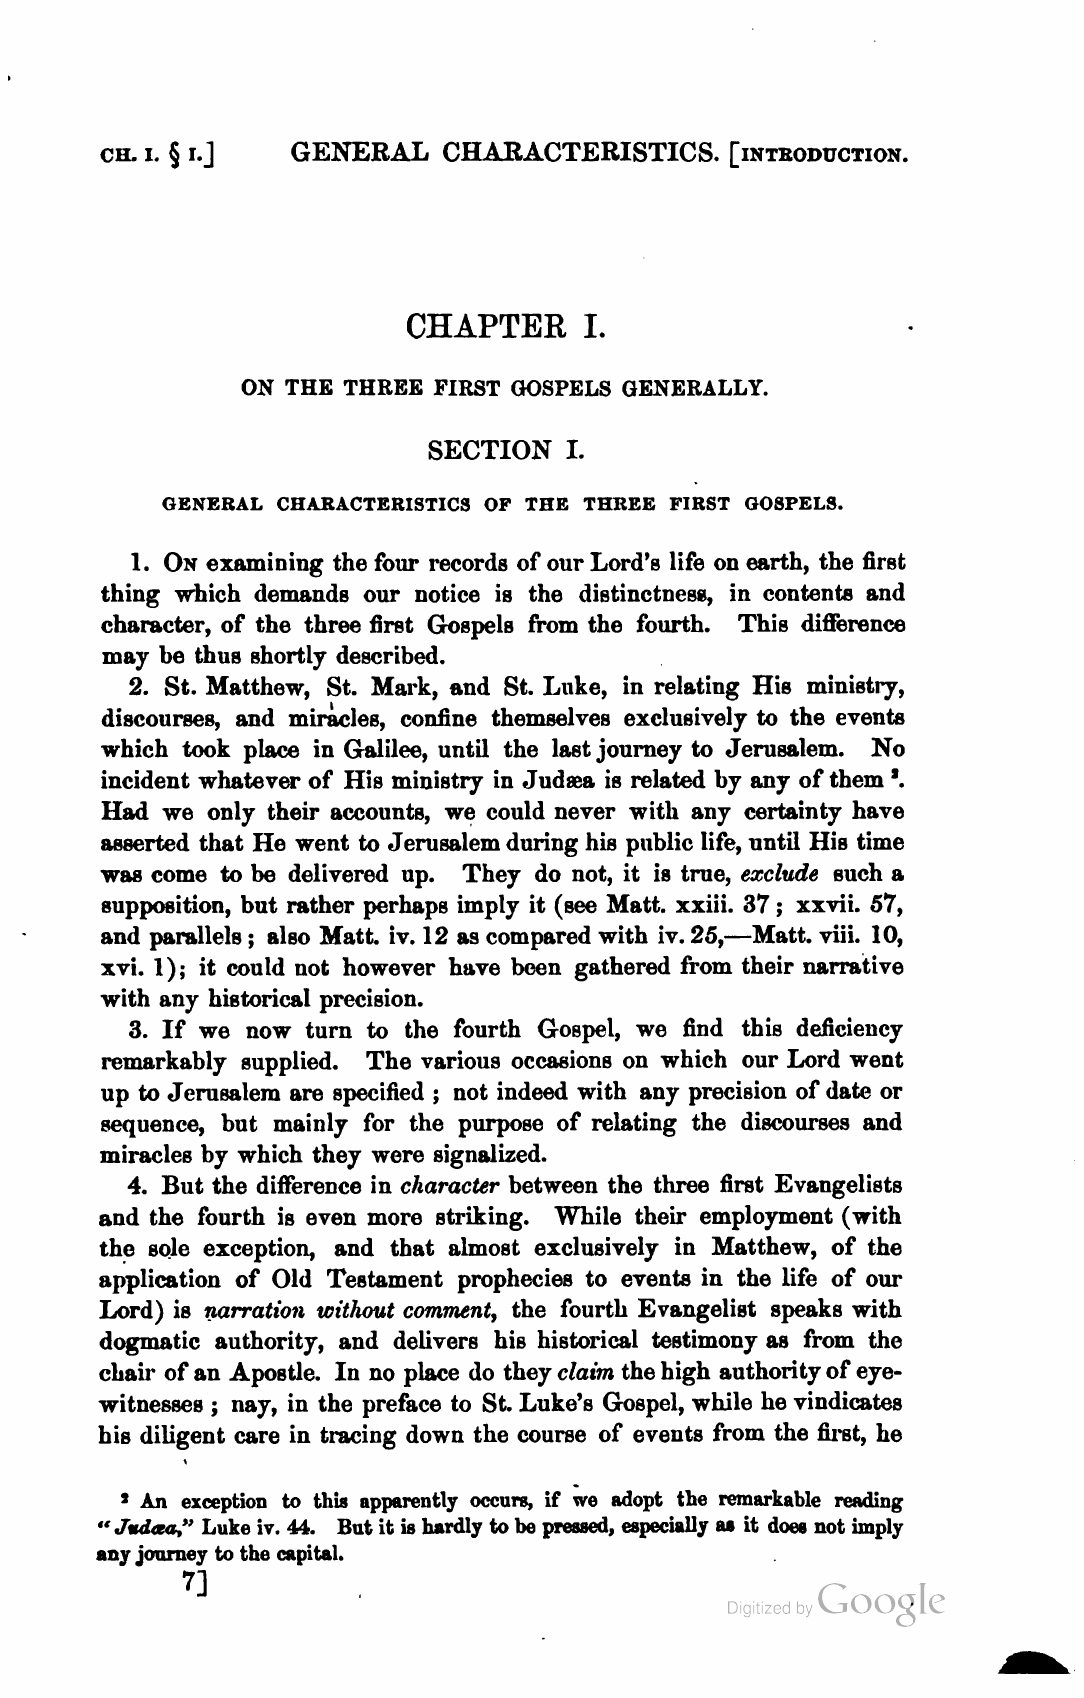 CH. I. § I.] GENERAL CHARACTERISTICS. [INTRODUCTION.
CHAPTER I.
ON THE THREE FIRST GOSPELS GENERALLY.
SECTION I.
GENERAL CHARACTERISTICS OF THE THREE FIRST GOSPELS.
1. ON examining the four records of our Lord's life on earth, the first
thing which demands our notice is the distinctness, in contents and
character, of the three first Gospels from the fourth. This difference
may be thus shortly described.
2. St. Matthew, St. Mark, and St. Luke, in relating His ministry,
discourses, and miracles, confine themselves exclusively to the events
which took place in Galilee, until the last journey to Jerusalem. No
incident whatever of His ministry in Judæa is related by any of them ².
Had we only their accounts, we could never with any certainty have
asserted that He went to Jerusalem during his public life, until His time
was come to be delivered up. They do not, it is true, exclude such a
supposition, but rather perhaps imply it (see Matt. xxiii. 37 ; xxvii. 57,
and parallels ; also Matt. iv. 12 as compared with iv. 25,—Matt. viii. 10,
xvi. 1); it could not however have been gathered from their narrative
with any historical precision.
3. If we now turn to the fourth Gospel, we find this deficiency
remarkably supplied. The various occasions on which our Lord went
up to Jerusalem are specified ; not indeed with any precision of date or
sequence, but mainly for the purpose of relating the discourses and
miracles by which they were signalized.
4. But the difference in character between the three first Evangelists
and the fourth is even more striking. While their employment (with
the sole exception, and that almost exclusively in Matthew, of the
application of Old Testament prophecies to events in the life of our
Lord) is narration without comment, the fourth Evangelist speaks with
dogmatic authority, and delivers his historical testimony as from the
chair of an Apostle. In no place do they claim the high authority of eye-
witnesses ; nay, in the preface to St. Luke's Gospel, while he vindicates
his diligent care in tracing down the course of events from the first, he
² An exception to this apparently occurs, if we adopt the remarkable reading
“Judæa,” Luke iv. 44. But it is hardly to be pressed, especially as it does not imply
any journey to the capital.
7]
Digitized by Google